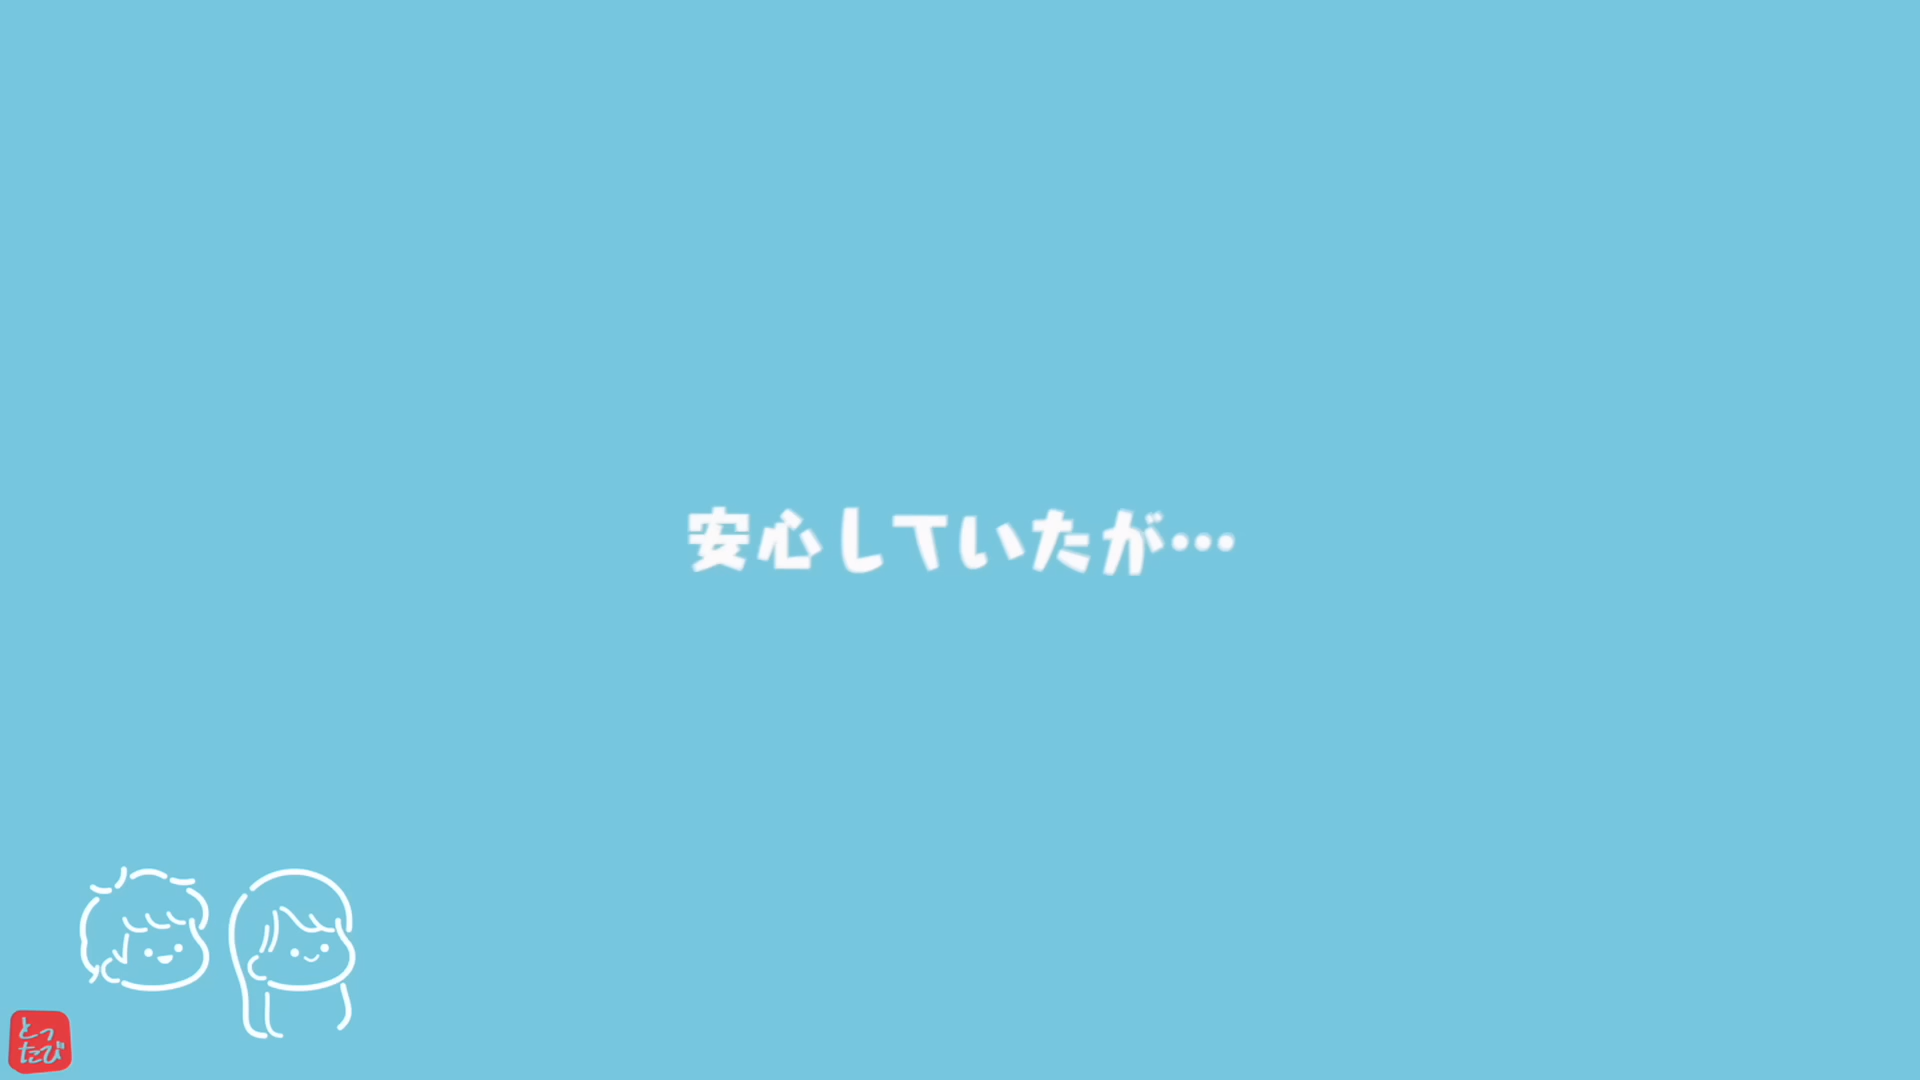 安心していたが…
とっ
たび